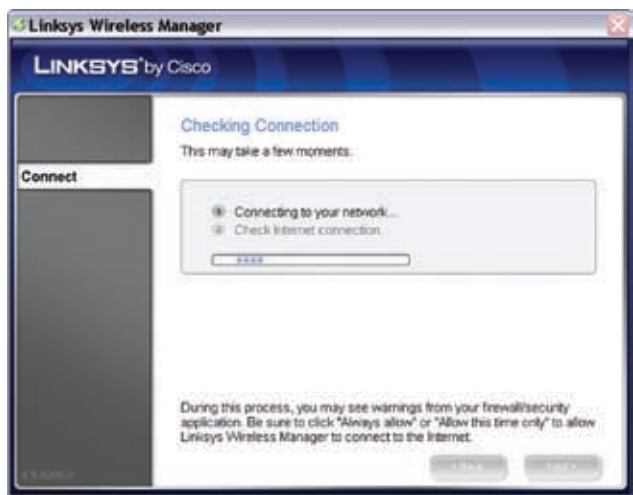 Linksys Wireless Manager
LINKSYS® by Cisco
Checking Connection
This may take a few moments.
Connect
Connecting to your network...
Check Internet connection.
During this process, you may see warnings from your firewall/security
application. Be sure to click "Always allow" or "Allow this time only" to allow
Linksys Wireless Manager to connect to the Internet.